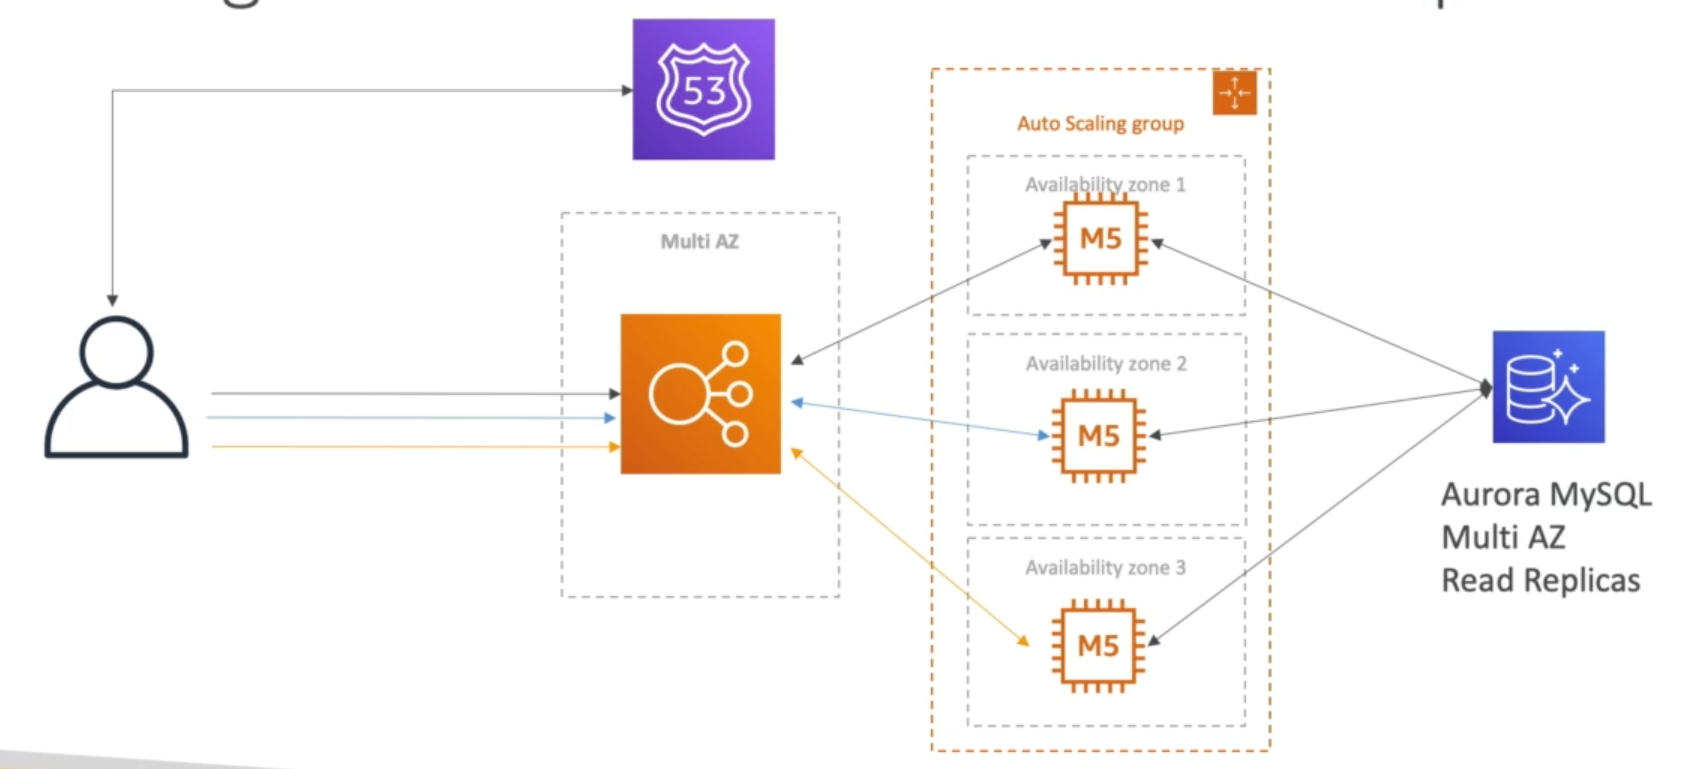 53
Auto Scaling group
Availability zone 1
M5
Multi AZ
Availability zone 2
M5
Aurora MySQL
Multi AZ
Read Replicas
Availability zone 3
M5